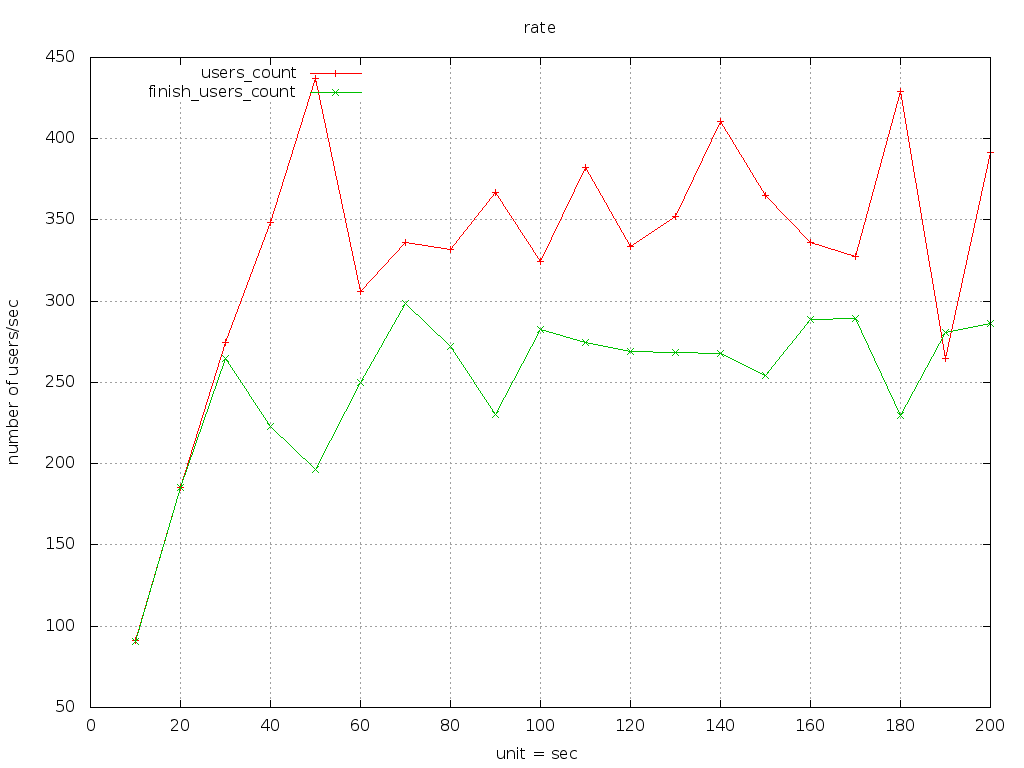 rate
450
400
350
300
250
200
150
100
50
users_count
finish_users_count
number of users/sec
0 20 40 60 80 100 120 140 160 180 200
unit = sec